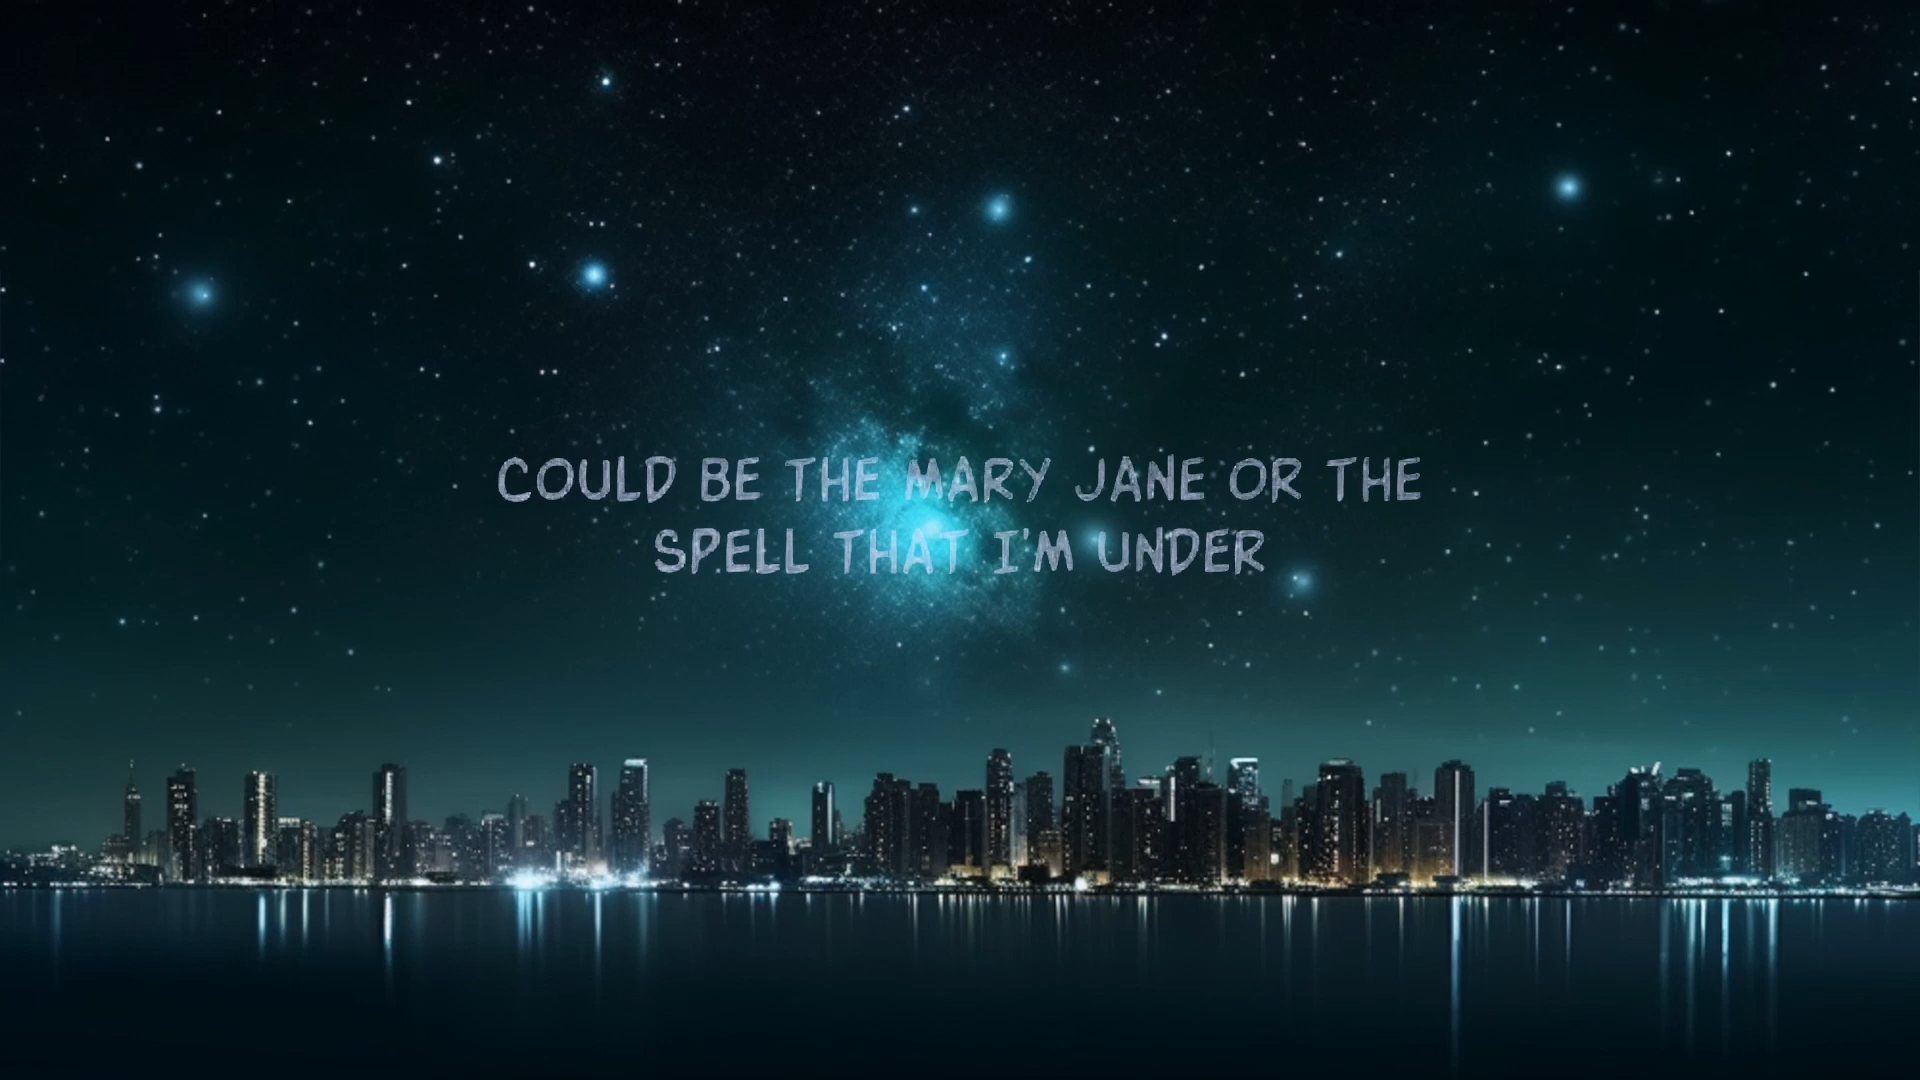 COULD BE THE MARY JANE OR THE
SPELL THAT I'M UNDER